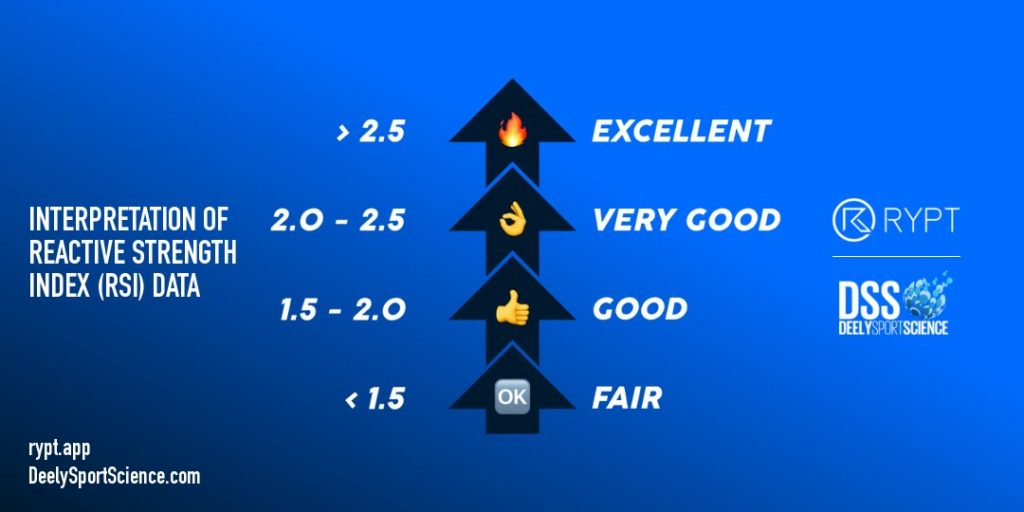 INTERPRETATION OF
REACTIVE STRENGTH
INDEX (RSI) DATA
> 2.5 EXCELLENT
2.0 - 2.5 VERY GOOD
1.5 - 2.0 GOOD
< 1.5 OK FAIR
RYPT
DSS
DEELYSPORTSCIENCE
rypt.app
DeelySportScience.com